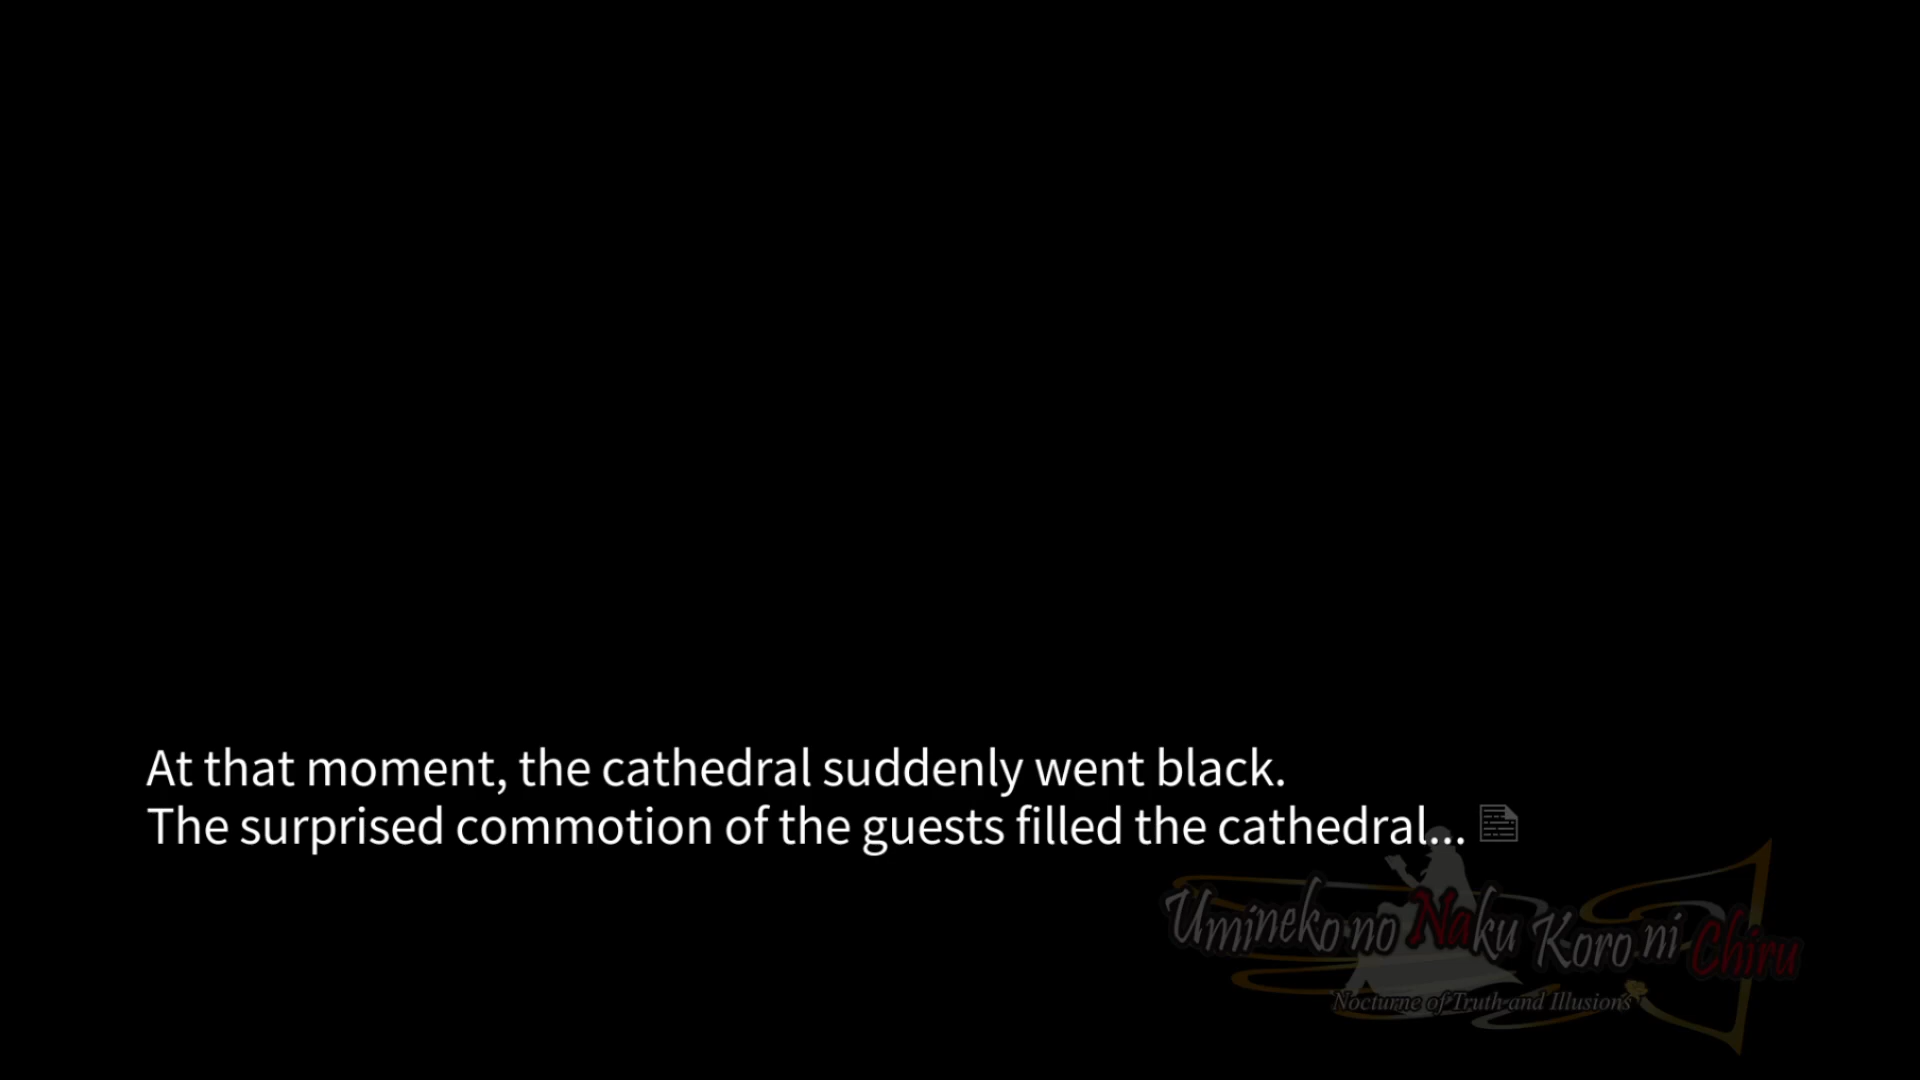 At that moment, the cathedral suddenly went black.
The surprised commotion of the guests filled the cathedral...
Umineko no Naku Koro ni Chiru
Nocturne of Truth and Illusions